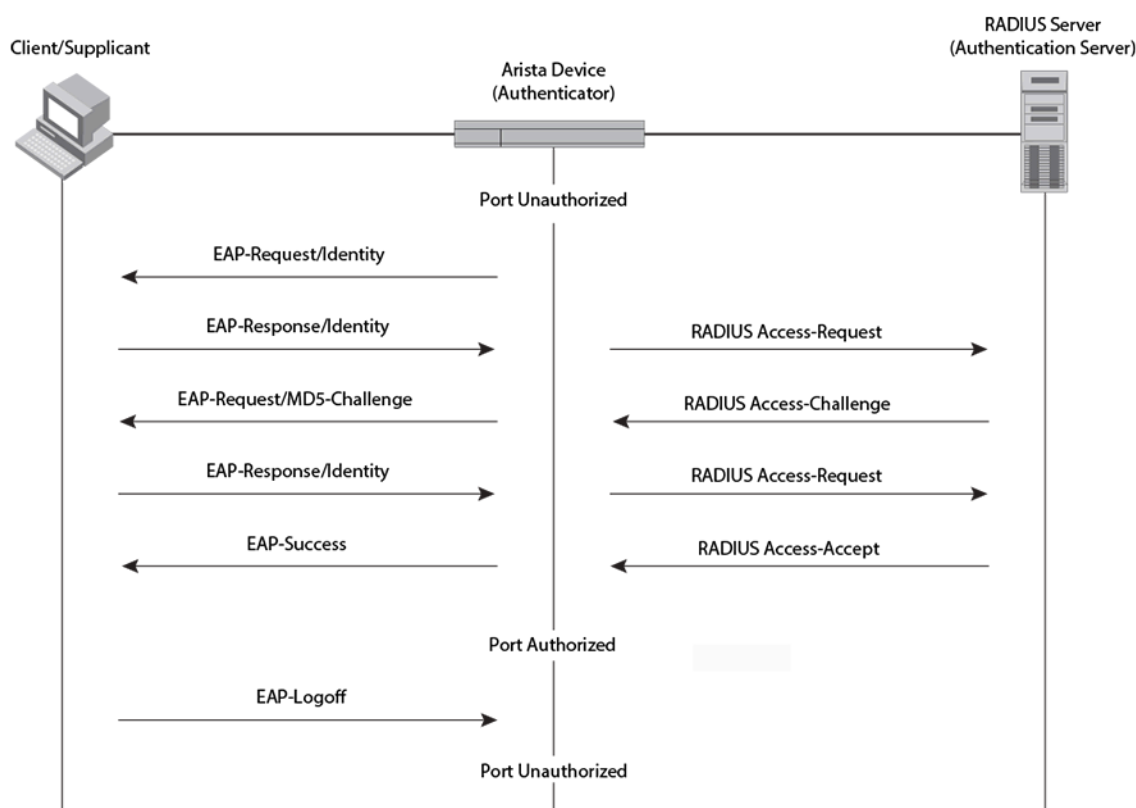 RADIUS Server
(Authentication Server)
Client/Supplicant
Arista Device
(Authenticator)
Port Unauthorized
EAP-Request/Identity
EAP-Response/Identity
RADIUS Access-Request
EAP-Request/MD5-Challenge
RADIUS Access-Challenge
EAP-Response/Identity
RADIUS Access-Request
EAP-Success
RADIUS Access-Accept
Port Authorized
EAP-Logoff
Port Unauthorized